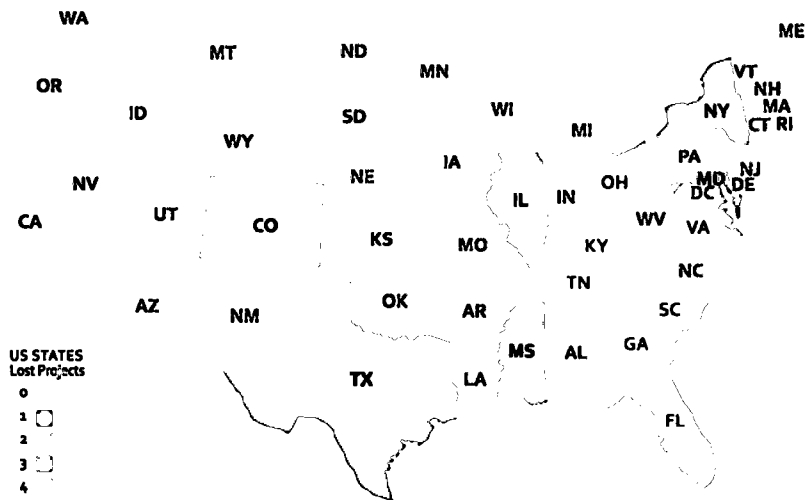 WA
ME
MT
ND
MN
VT
OR
NH
MA
ID
SD
WI
NY
CT RI
MI
WY
IA
PA
NV
NE
OH
NJ
MD
DE
DC
IL
IN
CA
UT
CO
WV
VA
KS
MO
KY
TN
NC
AZ
NM
OK
AR
SC
MS
AL
GA
US STATES
Lost Projects
TX
LA
FL
0
1
2
3
4